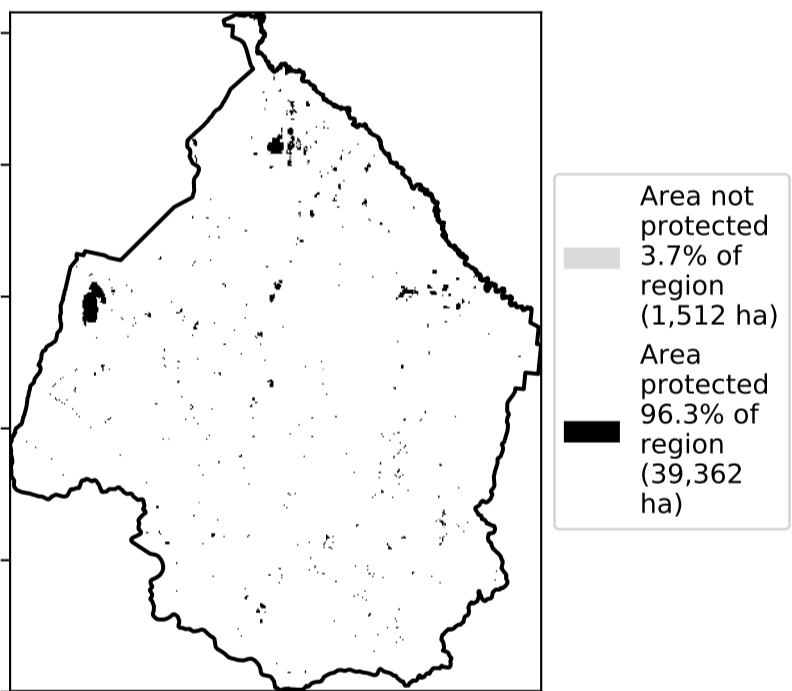 Area not
protected
3.7% of
region
(1,512 ha)
Area
protected
96.3% of
region
(39,362
ha)